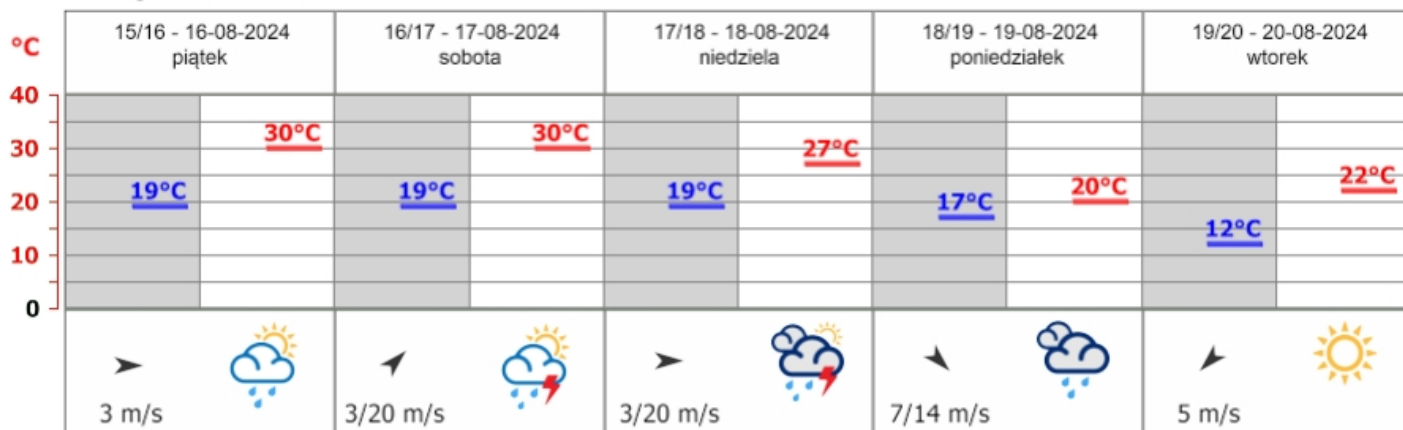 15/16 - 16-08-2024
piątek
16/17 - 17-08-2024
sobota
17/18 - 18-08-2024
niedziela
18/19 - 19-08-2024
poniedziałek
19/20 - 20-08-2024
wtorek
°C
40
30
20
10
0
30°C
19°C
30°C
19°C
27°C
19°C
20°C
17°C
22°C
12°C
3 m/s
3/20 m/s
3/20 m/s
7/14 m/s
5 m/s